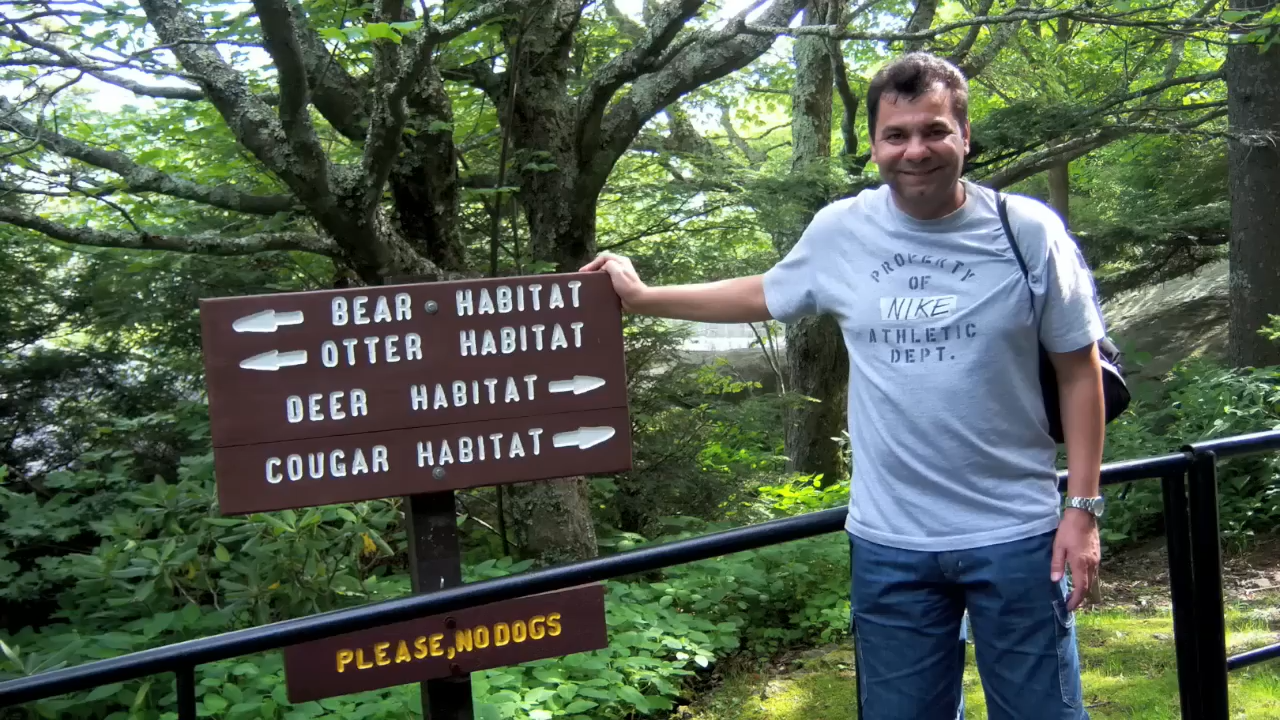 BEAR HABITAT
OTTER HABITAT
DEER HABITAT
COUGAR HABITAT
PLEASE, NO DOGS
PROPERTY
OF
NIKE
ATHLETIC
DEPT.